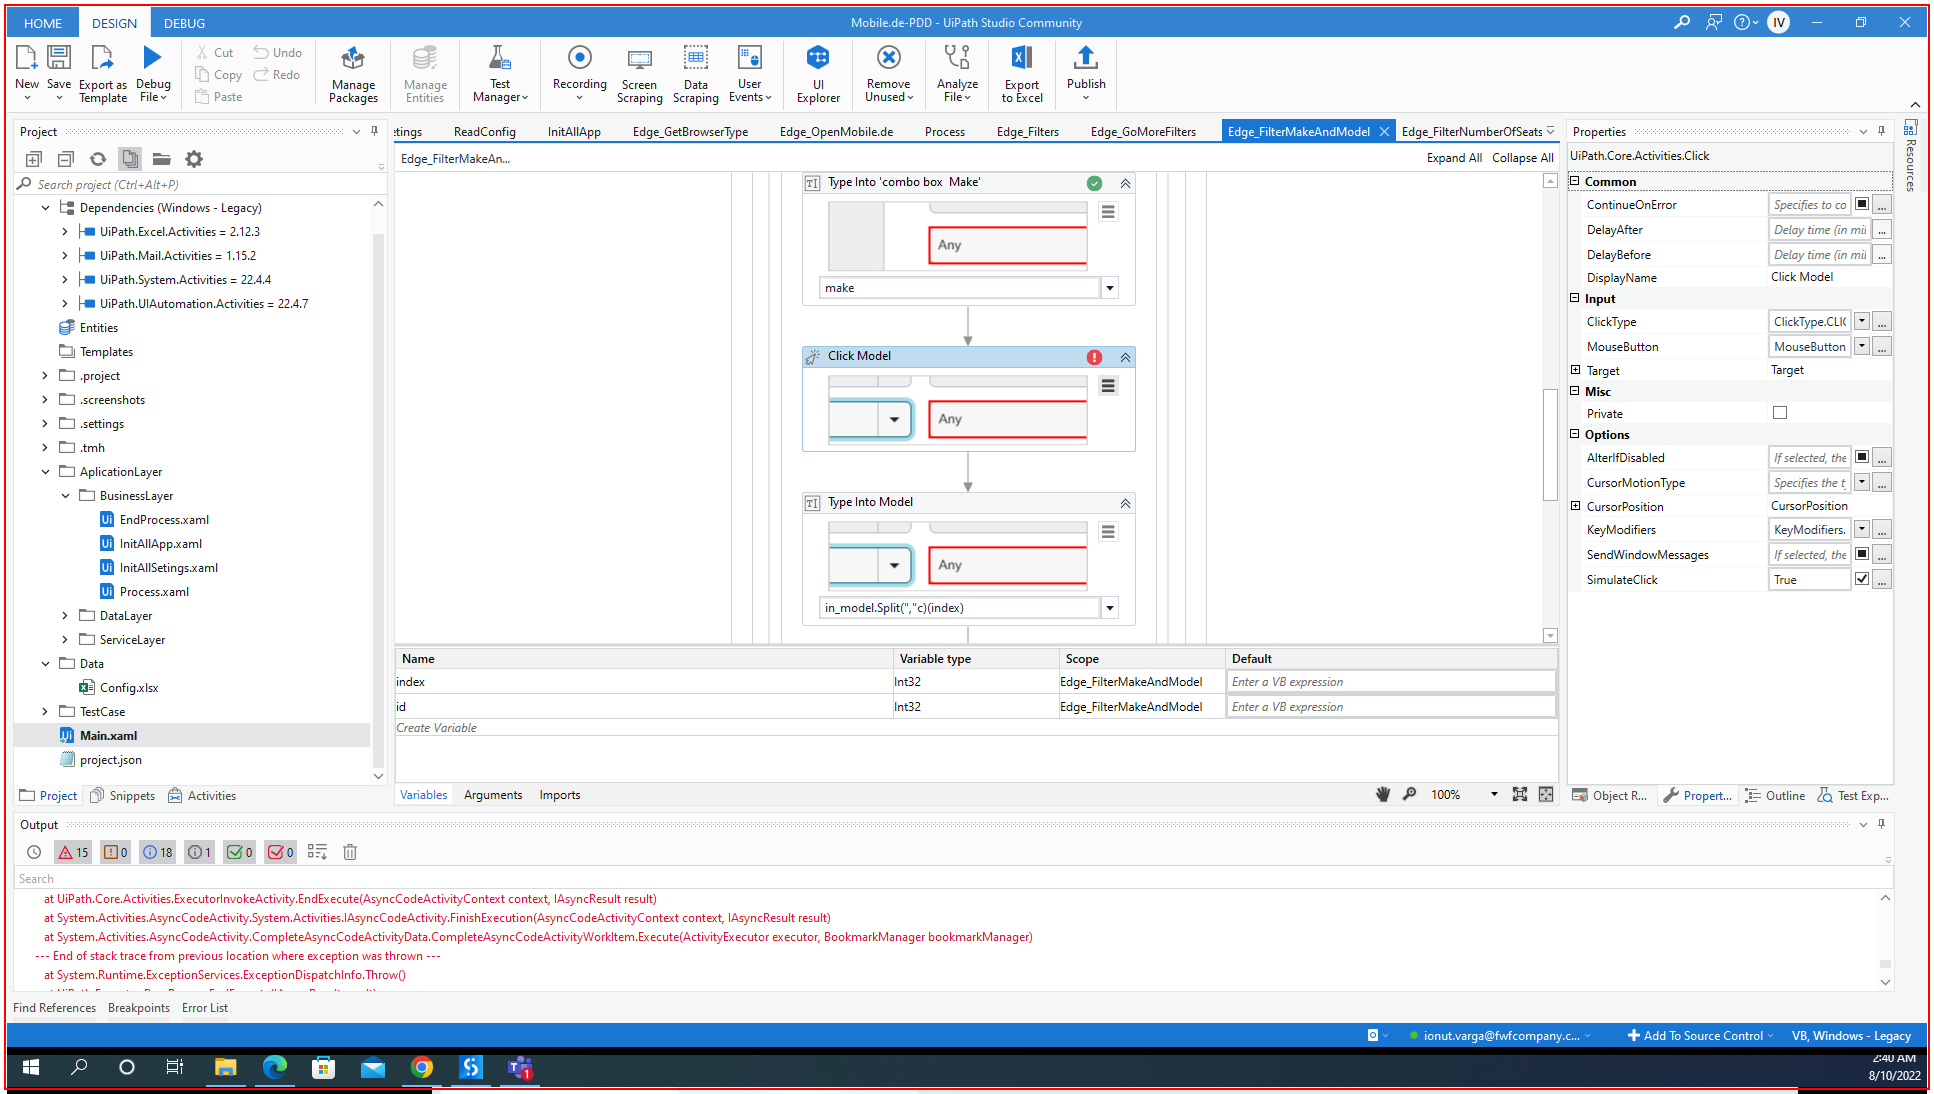 HOME DESIGN DEBUG
Mobile.de-PDD - UiPath Studio Community
IV
New Save Export as Template Debug File
Cut Copy Paste Undo Redo
Manage Packages
Manage Entities
Test Manager
Recording
Screen Scraping
Data Scraping
User Events
UI Explorer
Remove Unused
Analyze File
Export to Excel
Publish
Project
Search project (Ctrl+Alt+P)
Dependencies (Windows - Legacy)
UiPath.Excel.Activities = 2.12.3
UiPath.Mail.Activities = 1.15.2
UiPath.System.Activities = 22.4.4
UiPath.UIAutomation.Activities = 22.4.7
Entities
Templates
.project
.screenshots
.settings
.tmh
AplicationLayer
BusinessLayer
EndProcess.xaml
InitAllApp.xaml
InitAllSetings.xaml
Process.xaml
DataLayer
ServiceLayer
Data
Config.xlsx
TestCase
Main.xaml
project.json
Project Snippets Activities
etings ReadConfig InitAllApp Edge_GetBrowserType Edge_OpenMobile.de Process Edge_Filters Edge_GoMoreFilters Edge_FilterMakeAndModel Edge_FilterNumberOfSeats
Edge_FilterMakeAn...
Expand All Collapse All
Type Into 'combo box Make'
Any
make
Click Model
Any
Type Into Model
Any
in_model.Split(","c)(index)
Name Variable type Scope Default
index Int32 Edge_FilterMakeAndModel Enter a VB expression
id Int32 Edge_FilterMakeAndModel Enter a VB expression
Create Variable
Variables Arguments Imports
100%
Properties
UiPath.Core.Activities.Click
Common
ContinueOnError Specifies to co ...
DelayAfter Delay time (in mil ...
DelayBefore Delay time (in mil ...
DisplayName Click Model
Input
ClickType ClickType.CLIC ...
MouseButton MouseButton ...
Target Target
Misc
Private
Options
AlterIfDisabled If selected, the ...
CursorMotionType Specifies the t ...
CursorPosition CursorPosition
KeyModifiers KeyModifiers. ...
SendWindowMessages If selected, the ...
SimulateClick True ...
Resources
Object R... Propert... Outline Test Exp...
Output
15 0 18 1 0 0
Search
at UiPath.Core.Activities.ExecutorInvokeActivity.EndExecute(AsyncCodeActivityContext context, IAsyncResult result)
at System.Activities.AsyncCodeActivity.System.Activities.IAsyncCodeActivity.FinishExecution(AsyncCodeActivityContext context, IAsyncResult result)
at System.Activities.AsyncCodeActivity.CompleteAsyncCodeActivityData.CompleteAsyncCodeActivityWorkItem.Execute(ActivityExecutor executor, BookmarkManager bookmarkManager)
--- End of stack trace from previous location where exception was thrown ---
at System.Runtime.ExceptionServices.ExceptionDispatchInfo.Throw()
Find References Breakpoints Error List
ionut.varga@fwfcompany.c... Add To Source Control VB, Windows - Legacy
1
2:40 AM
8/10/2022